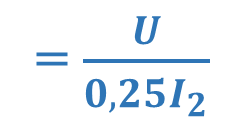 = U / 0,25I₂